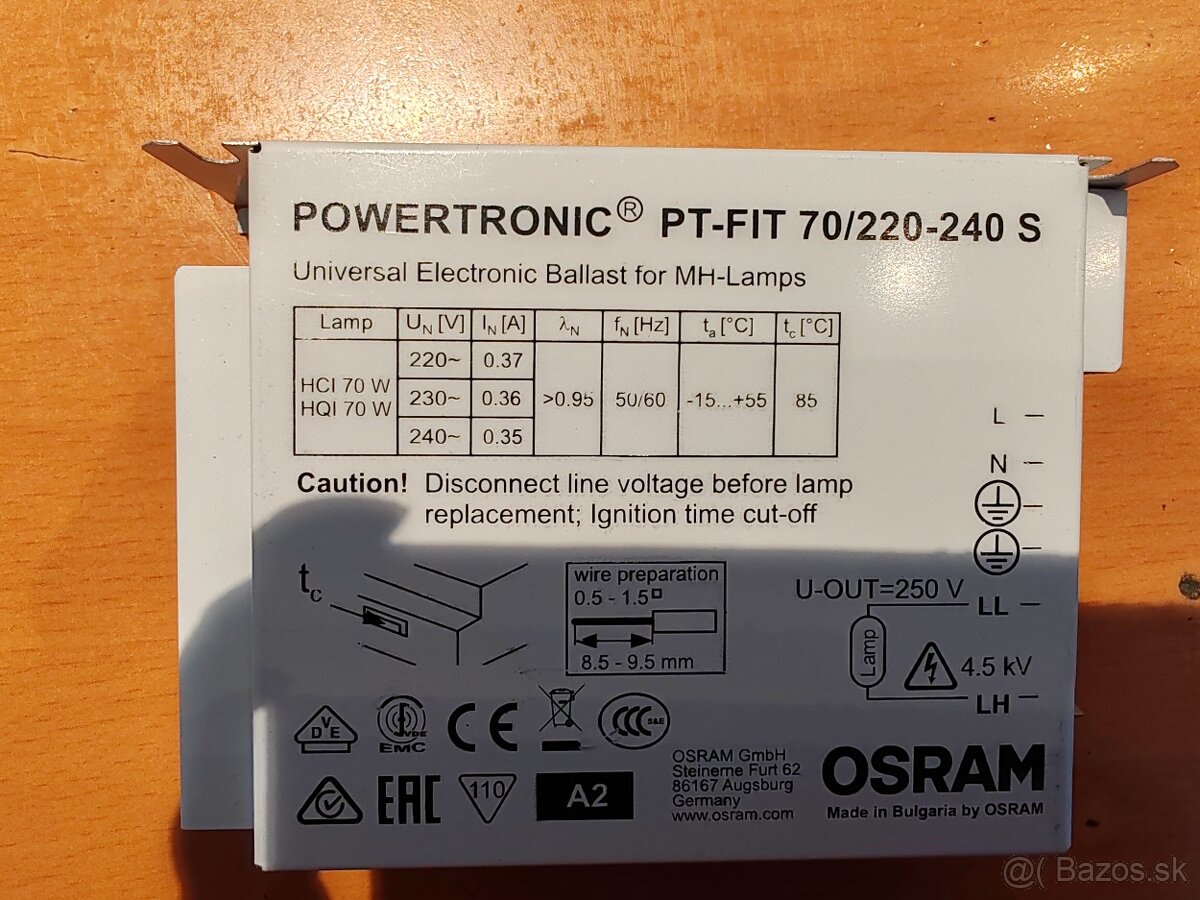 POWERTRONIC® PT-FIT 70/220-240 S
Universal Electronic Ballast for MH-Lamps
Lamp UN [V] IN [A] λN fN [Hz] ta [°C] tc [°C]
HCI 70 W
HQI 70 W
220~ 0.37
230~ 0.36 >0.95 50/60 -15...+55 85
240~ 0.35
L
N
Caution! Disconnect line voltage before lamp
replacement; Ignition time cut-off
tc
wire preparation
0.5 - 1.5
8.5 - 9.5 mm
U-OUT=250 V LL
Lamp
4.5 kV
LH
DVE
VDE
EMC
CE
CCC S&E
EAC
110
A2
OSRAM GmbH
Steinerne Furt 62
86167 Augsburg
Germany
www.osram.com
OSRAM
Made in Bulgaria by OSRAM
@( Bazos.sk